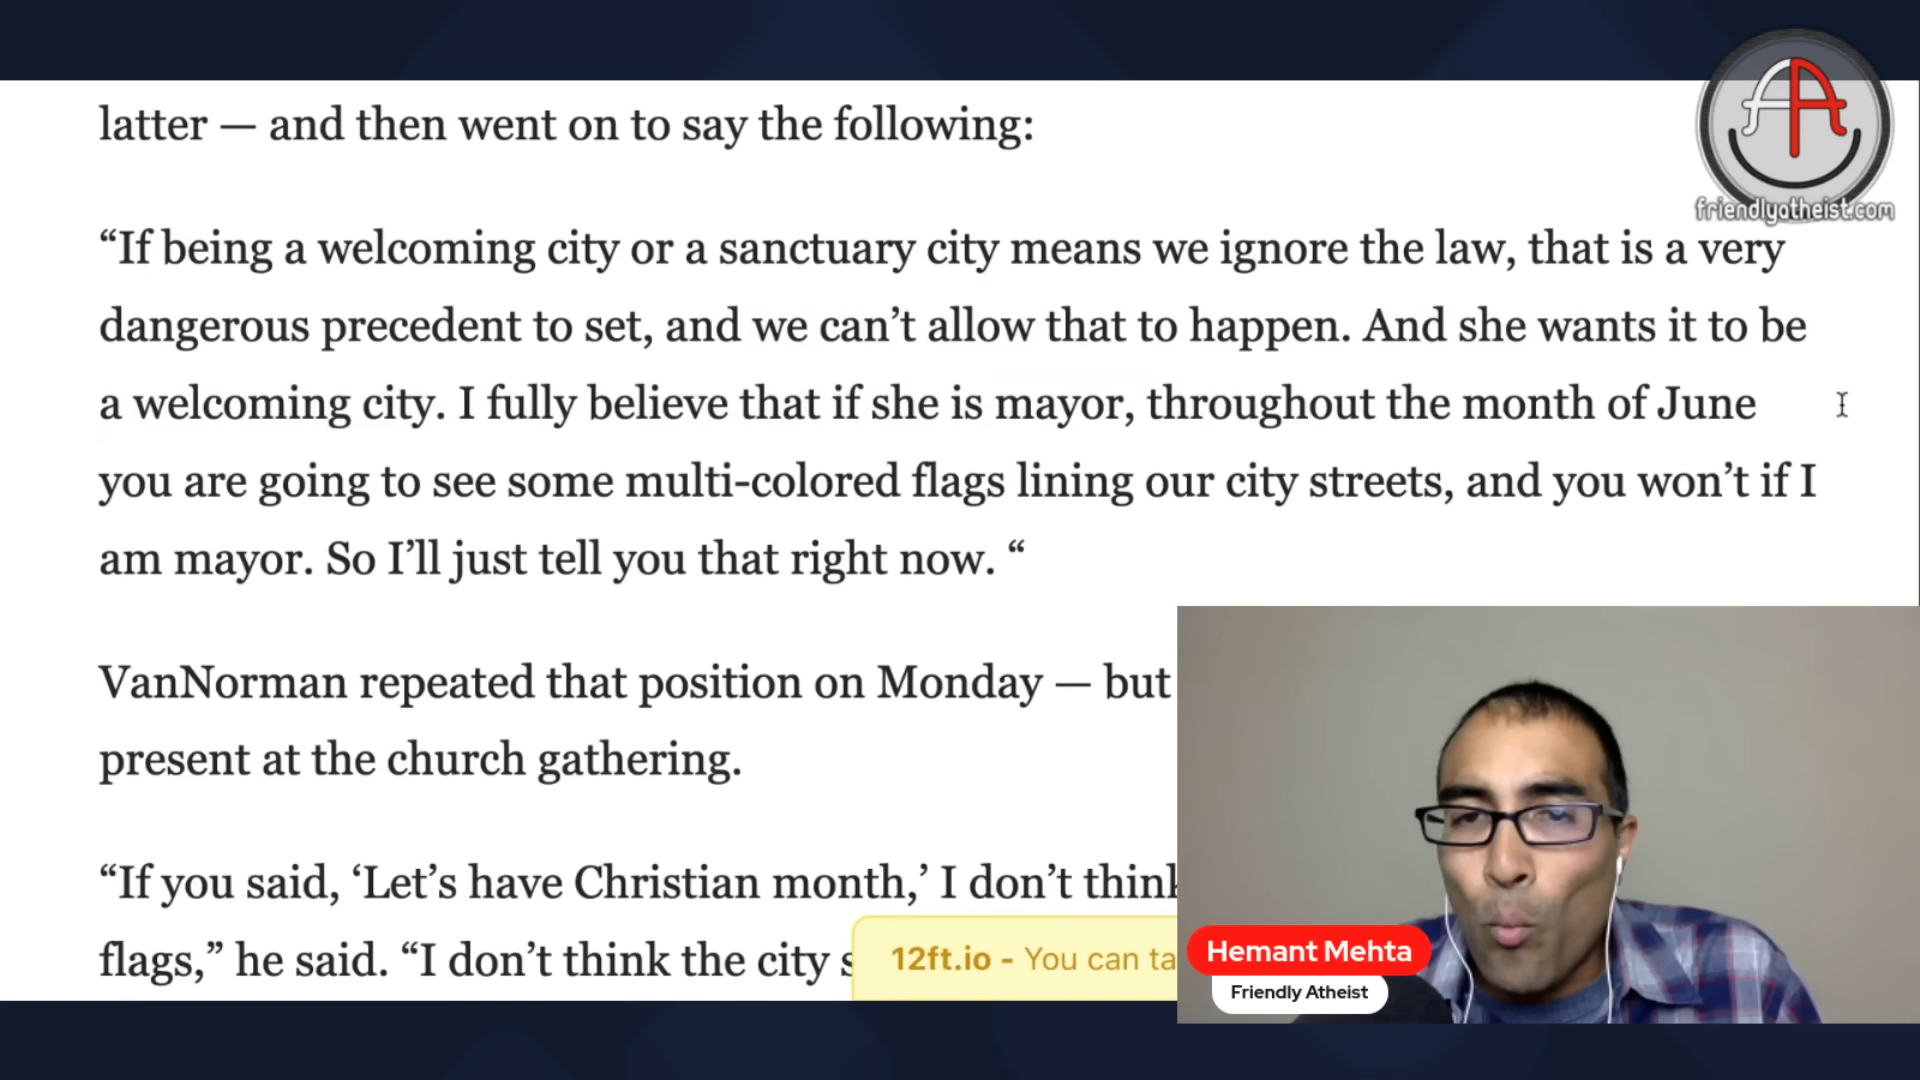 latter — and then went on to say the following:
“If being a welcoming city or a sanctuary city means we ignore the law, that is a very
dangerous precedent to set, and we can’t allow that to happen. And she wants it to be
a welcoming city. I fully believe that if she is mayor, throughout the month of June
you are going to see some multi-colored flags lining our city streets, and you won’t if I
am mayor. So I’ll just tell you that right now. “
VanNorman repeated that position on Monday — but
present at the church gathering.
“If you said, ‘Let’s have Christian month,’ I don’t think
flags,” he said. “I don’t think the city s
12ft.io - You can ta
Hemant Mehta
Friendly Atheist
AA
friendlyatheist.com